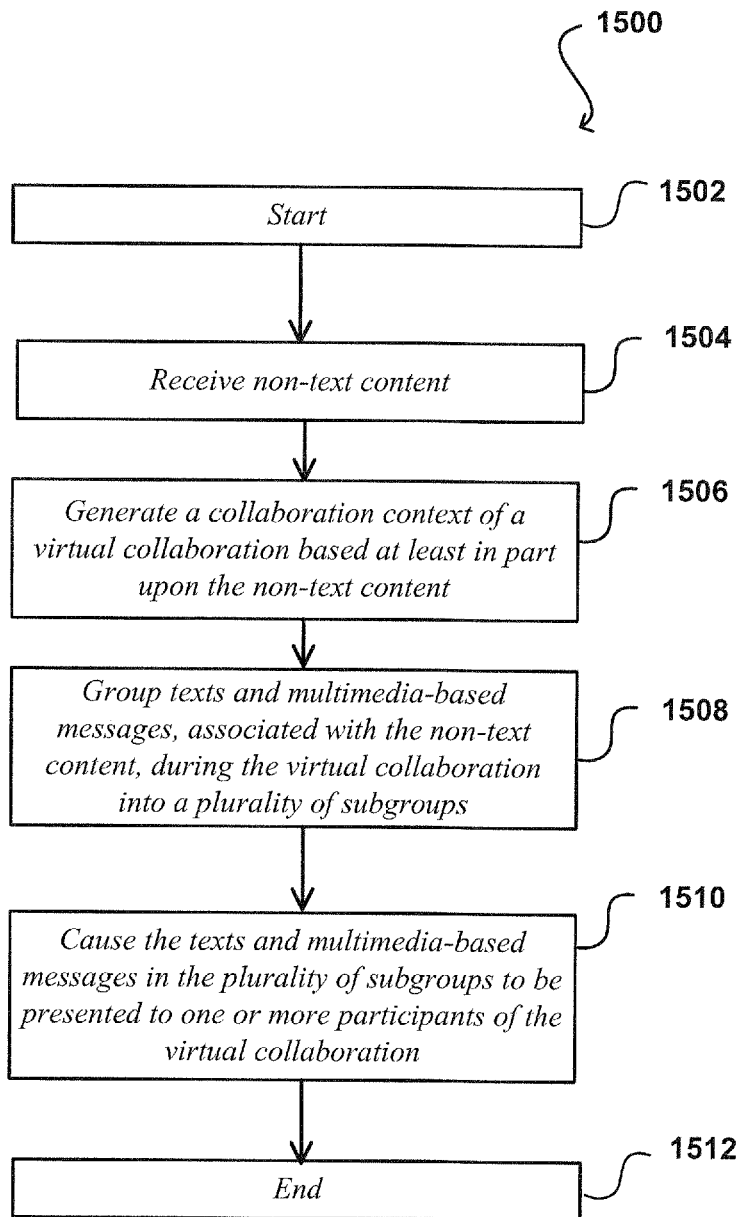 1500
1502
Start
1504
Receive non-text content
1506
Generate a collaboration context of a
virtual collaboration based at least in part
upon the non-text content
Group texts and multimedia-based
messages, associated with the non-text
content, during the virtual collaboration
into a plurality of subgroups
1508
1510
Cause the texts and multimedia-based
messages in the plurality of subgroups to be
presented to one or more participants of the
virtual collaboration
1512
End